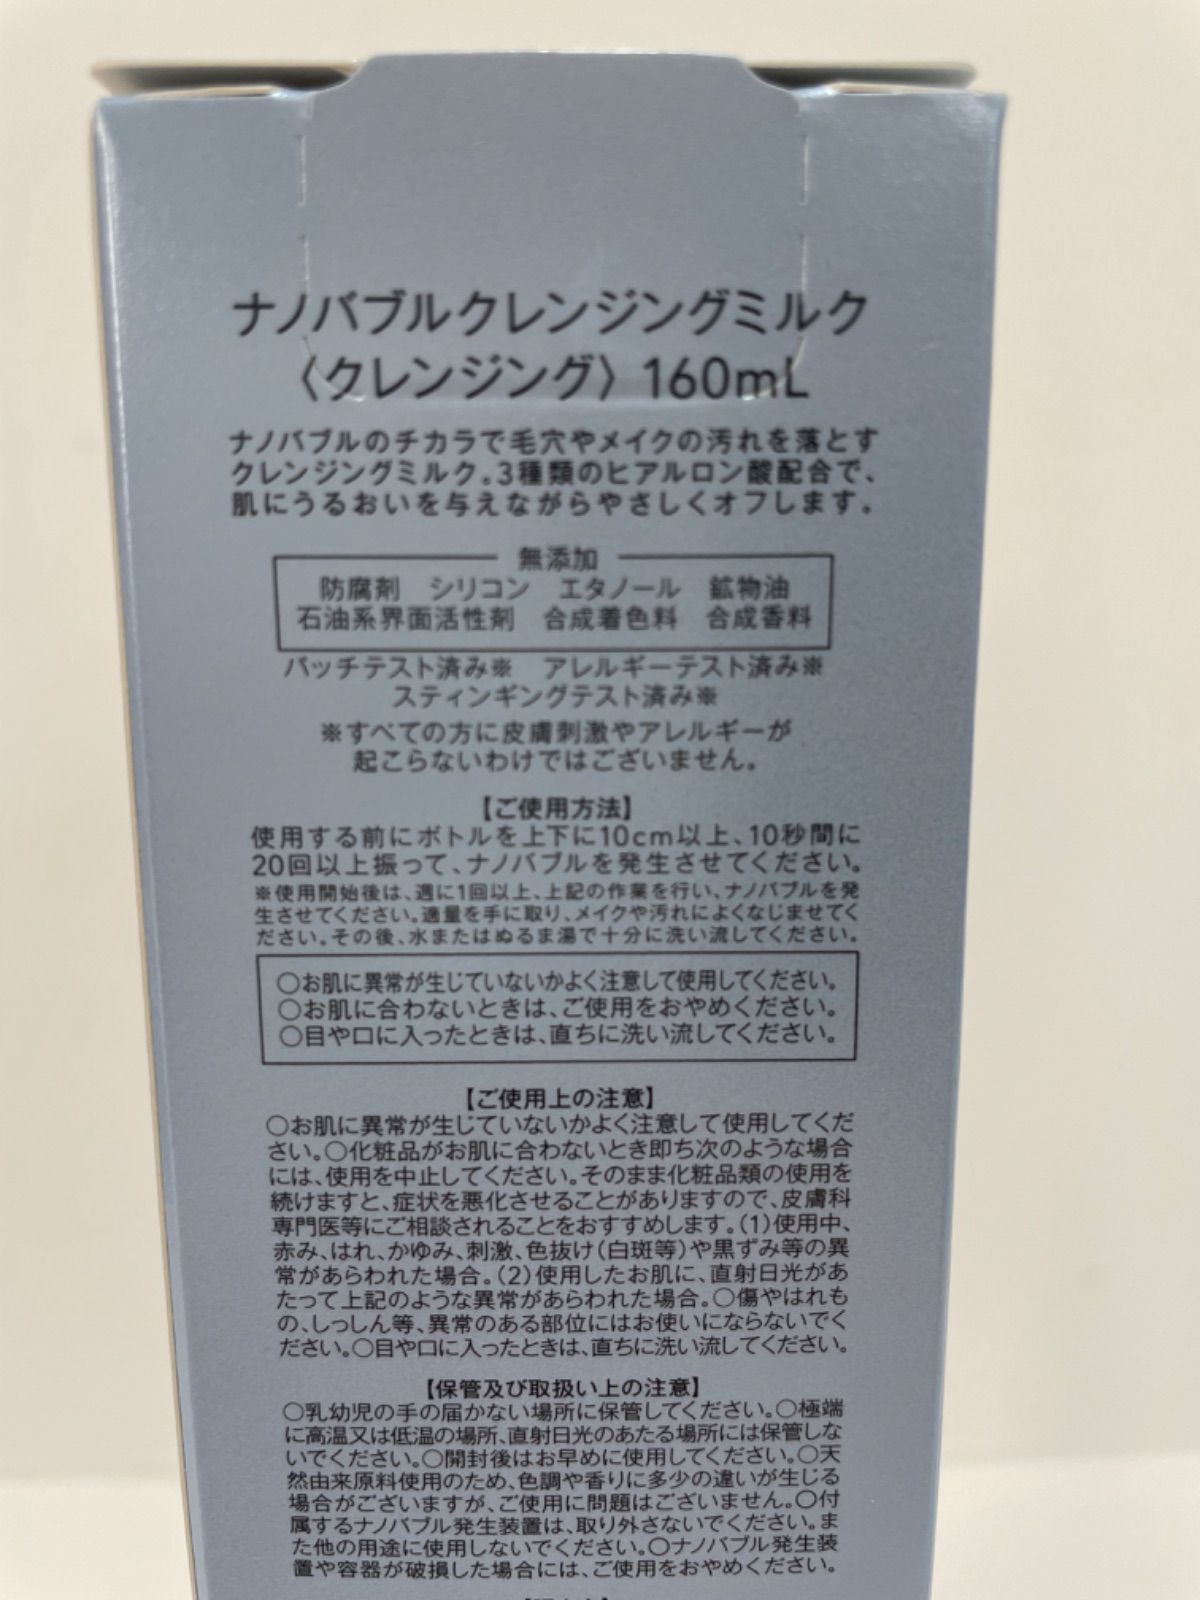 ナノバブルクレンジングミルク
〈クレンジング〉160mL
ナノバブルのチカラで毛穴やメイクの汚れを落とす
クレンジングミルク。3種類のヒアルロン酸配合で、
肌にうるおいを与えながらやさしくオフします。
無添加
防腐剤 シリコン エタノール 鉱物油
石油系界面活性剤 合成着色料 合成香料
パッチテスト済み※ アレルギーテスト済み※
スティンギングテスト済み※
※すべての方に皮膚刺激やアレルギーが
起こらないわけではございません。
【ご使用方法】
使用する前にボトルを上下に10cm以上、10秒間に
20回以上振って、ナノバブルを発生させてください。
※使用開始後は、週に1回以上、上記の作業を行い、ナノバブルを発
生させてください。適量を手に取り、メイクや汚れによくなじませてく
ださい。その後、水またはぬるま湯で十分に洗い流してください。
○お肌に異常が生じていないかよく注意して使用してください。
○お肌に合わないときは、ご使用をおやめください。
○目や口に入ったときは、直ちに洗い流してください。
【ご使用上の注意】
○お肌に異常が生じていないかよく注意して使用してくだ
さい。○化粧品がお肌に合わないとき即ち次のような場合
には、使用を中止してください。そのまま化粧品類の使用を
続けますと、症状を悪化させることがありますので、皮膚科
専門医等にご相談されることをおすすめします。(1)使用中、
赤み、はれ、かゆみ、刺激、色抜け(白斑等)や黒ずみ等の異
常があらわれた場合。(2)使用したお肌に、直射日光があ
たって上記のような異常があらわれた場合。○傷やはれも
の、しっしん等、異常のある部位にはお使いにならないでく
ださい。○目や口に入ったときは、直ちに洗い流してください。
【保管及び取扱い上の注意】
○乳幼児の手の届かない場所に保管してください。○極端
に高温又は低温の場所、直射日光のあたる場所には保管しな
いでください。○開封後はお早めに使用してください。○天
然由来原料使用のため、色調や香りに多少の違いが生じる
場合がございますが、ご使用に問題はございません。○付
属するナノバブル発生装置は、取り外さないでください。ま
た他の用途に使用しないでください。○ナノバブル発生装
置や容器が破損した場合には、ご使用をおやめください。